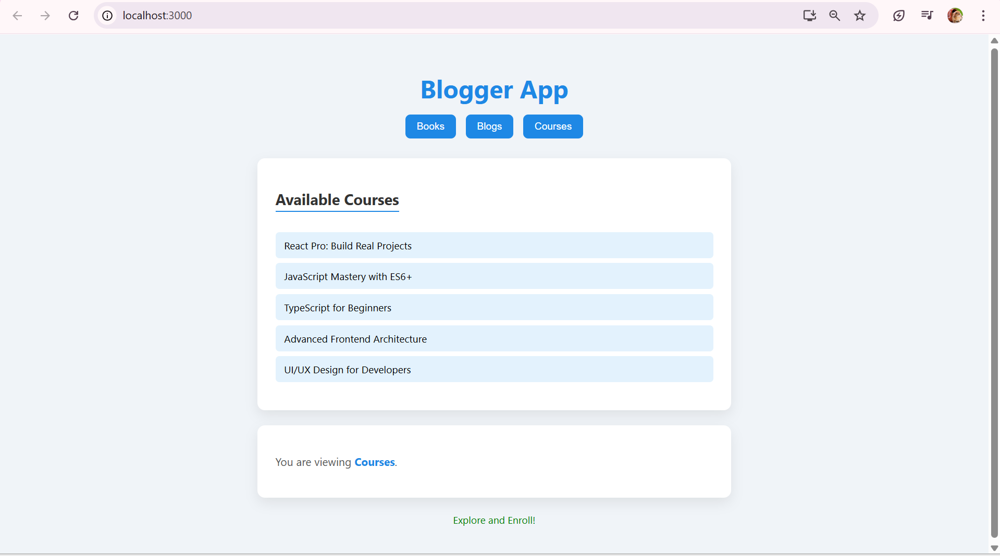 localhost:3000
Blogger App
Books Blogs Courses
Available Courses
React Pro: Build Real Projects
JavaScript Mastery with ES6+
TypeScript for Beginners
Advanced Frontend Architecture
UI/UX Design for Developers
You are viewing Courses.
Explore and Enroll!